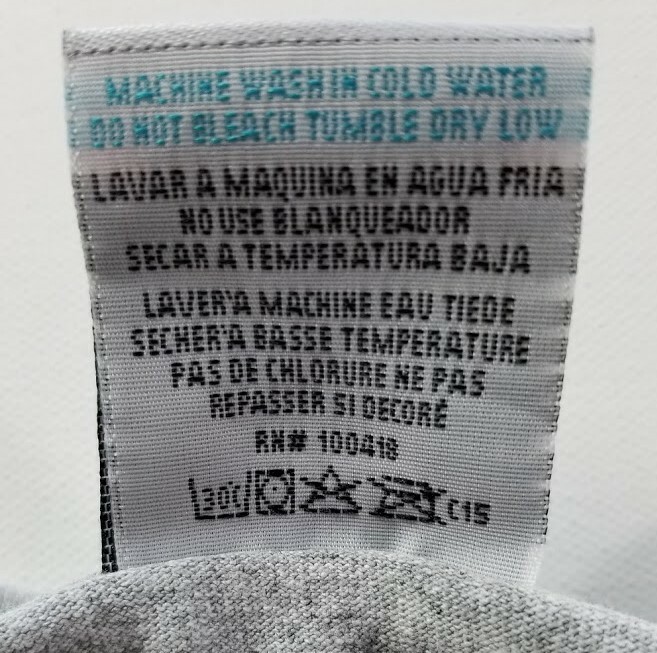 MACHINE WASH IN COLD WATER
DO NOT BLEACH TUMBLE DRY LOW
LAVAR A MAQUINA EN AGUA FRIA
NO USE BLANQUEADOR
SECAR A TEMPERATURA BAJA
LAVER'A MACHINE EAU TIEDE
SECHER'A BASSE TEMPERATURE
PAS DE CHLORURE NE PAS
REPASSER SI DECORÉ
RN# 100418
30C C15